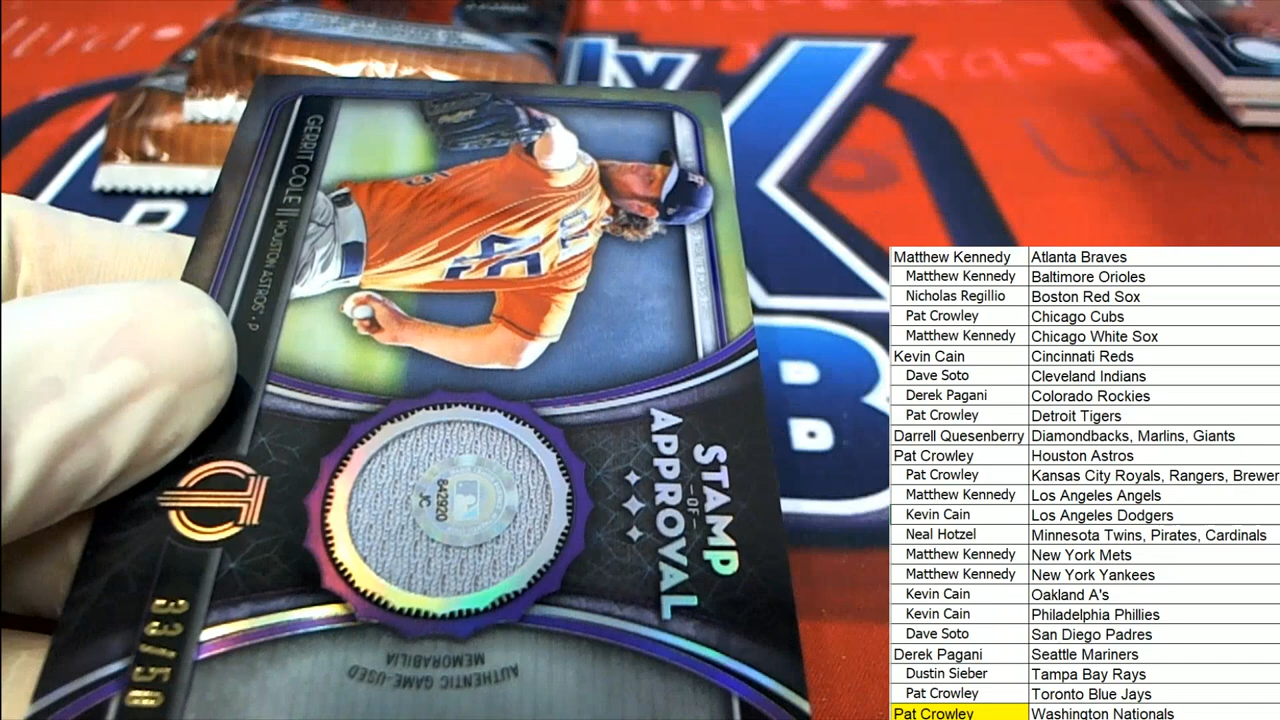 GERRIT COLE || HOUSTON ASTROS® • P
COLE
45
STAMP
-OF-
APPROVAL
842920
JC
33/50
AUTHENTIC GAME-USED
MEMORABILIA
Matthew Kennedy Atlanta Braves
Matthew Kennedy Baltimore Orioles
Nicholas Regillio Boston Red Sox
Pat Crowley Chicago Cubs
Matthew Kennedy Chicago White Sox
Kevin Cain Cincinnati Reds
Dave Soto Cleveland Indians
Derek Pagani Colorado Rockies
Pat Crowley Detroit Tigers
Darrell Quesenberry Diamondbacks, Marlins, Giants
Pat Crowley Houston Astros
Pat Crowley Kansas City Royals, Rangers, Brewer
Matthew Kennedy Los Angeles Angels
Kevin Cain Los Angeles Dodgers
Neal Hotzel Minnesota Twins, Pirates, Cardinals
Matthew Kennedy New York Mets
Matthew Kennedy New York Yankees
Kevin Cain Oakland A's
Kevin Cain Philadelphia Phillies
Dave Soto San Diego Padres
Derek Pagani Seattle Mariners
Dustin Sieber Tampa Bay Rays
Pat Crowley Toronto Blue Jays
Pat Crowley Washington Nationals